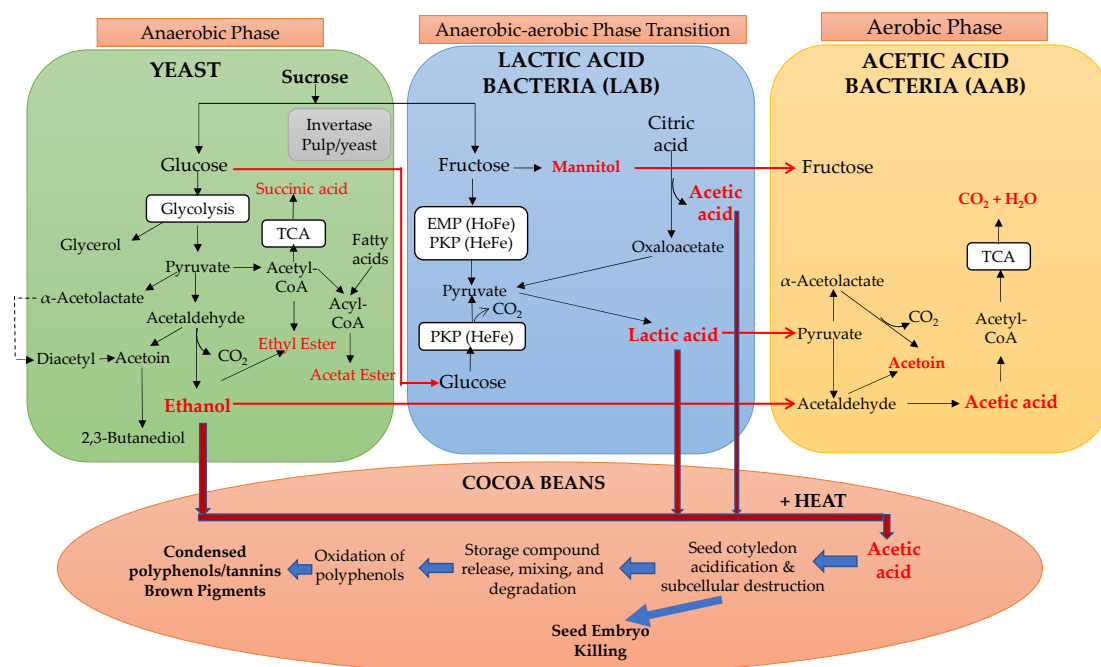 Anaerobic Phase
Anaerobic-aerobic Phase Transition
Aerobic Phase
YEAST
Sucrose
Invertase
Pulp/yeast
Glucose
Succinic acid
Glycolysis
TCA
Glycerol
Fatty
acids
Pyruvate
Acetyl-
CoA
α-Acetolactate
Acyl-
CoA
Acetaldehyde
CO₂
Ethyl Ester
Diacetyl
Acetoin
Acetat Ester
Ethanol
2,3-Butanediol
LACTIC ACID
BACTERIA (LAB)
Citric
acid
Fructose
Mannitol
Acetic
acid
EMP (HoFe)
PKP (HeFe)
Oxaloacetate
Pyruvate
CO₂
PKP (HeFe)
Lactic acid
Glucose
ACETIC ACID
BACTERIA (AAB)
Fructose
CO₂ + H₂O
TCA
α-Acetolactate
CO₂
Acetyl-
CoA
Pyruvate
Acetoin
Acetaldehyde
Acetic acid
COCOA BEANS
+ HEAT
Acetic
acid
Seed cotyledon
acidification &
subcellular destruction
Storage compound
release, mixing, and
degradation
Oxidation of
polyphenols
Condensed
polyphenols/tannins
Brown Pigments
Seed Embryo
Killing